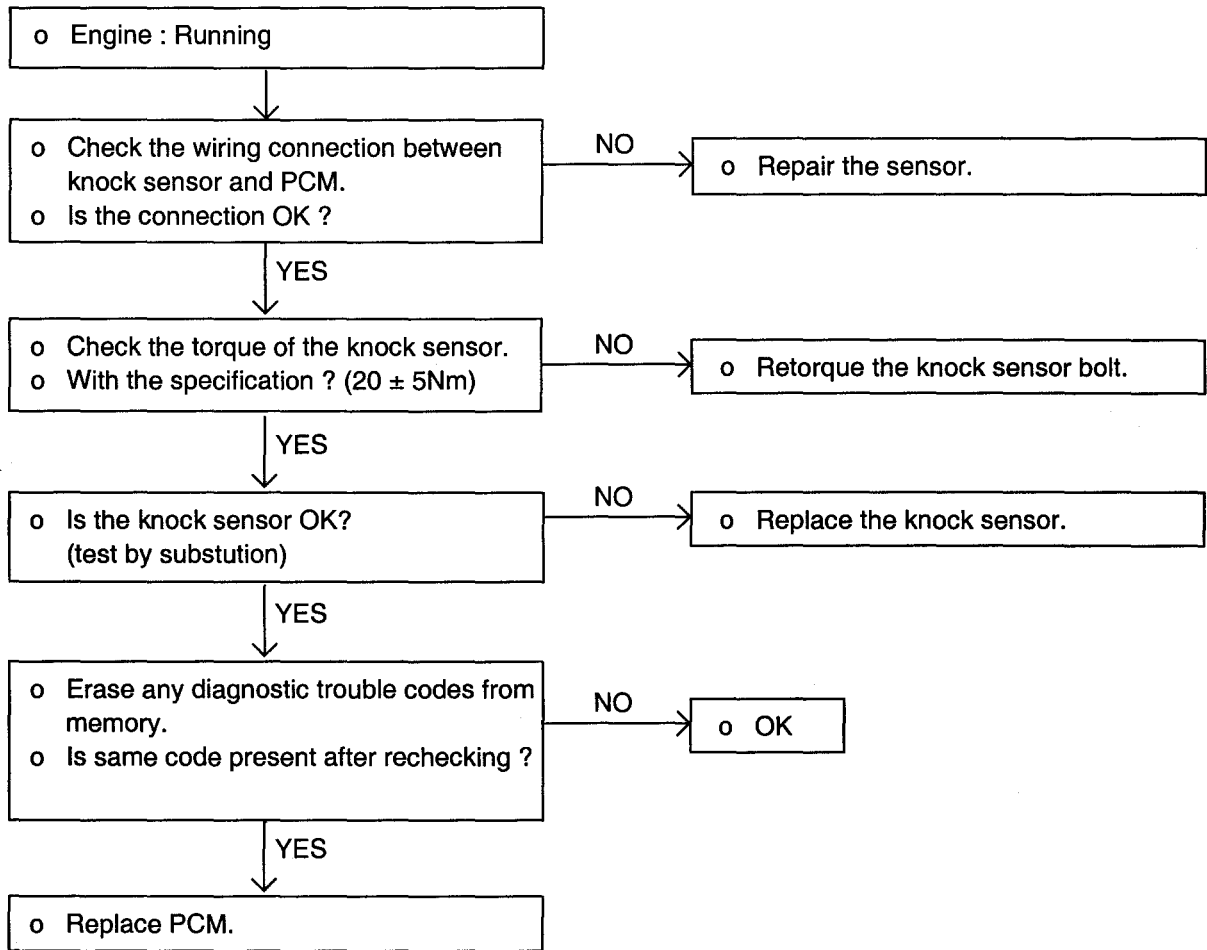 o Engine : Running
o Check the wiring connection between
knock sensor and PCM.
o Is the connection OK ?
NO
o Repair the sensor.
YES
o Check the torque of the knock sensor.
o With the specification ? (20 ± 5Nm)
NO
o Retorque the knock sensor bolt.
YES
o Is the knock sensor OK?
(test by substution)
NO
o Replace the knock sensor.
YES
o Erase any diagnostic trouble codes from
memory.
o Is same code present after rechecking ?
NO
o OK
YES
o Replace PCM.